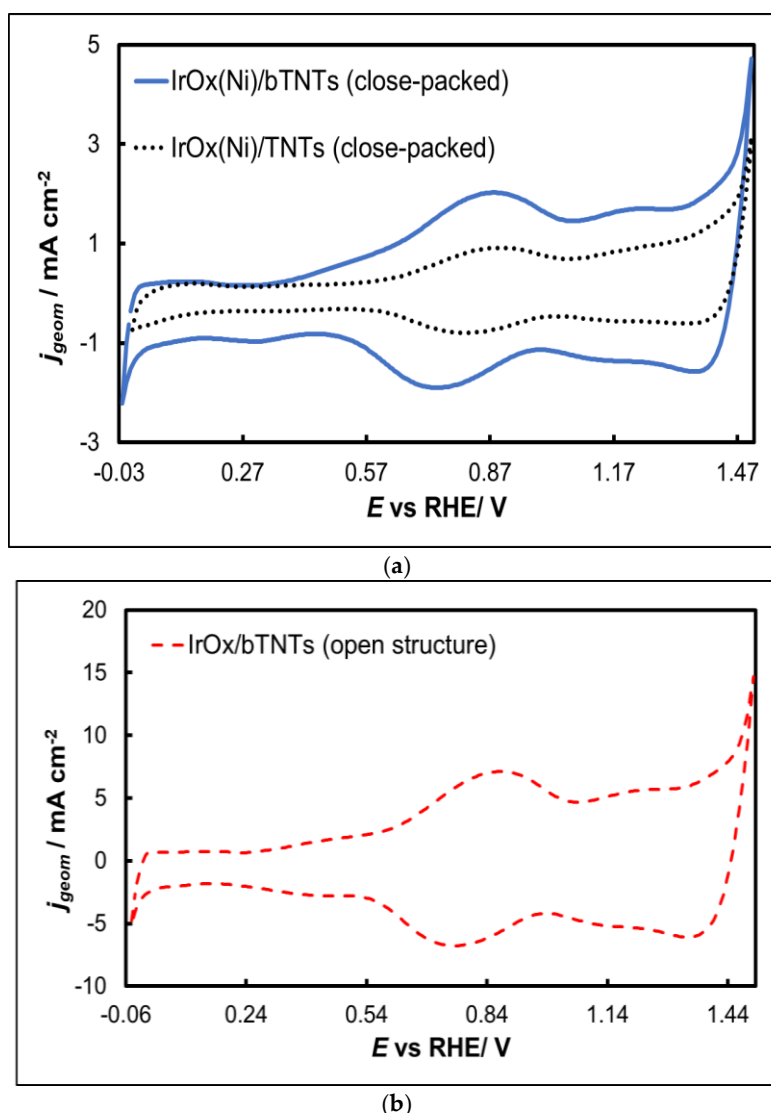 5
IrOx(Ni)/bTNTs (close-packed)
3
IrOx(Ni)/TNTs (close-packed)
1
j_geom / mA cm⁻²
-1
-3
-0.03 0.27 0.57 0.87 1.17 1.47
E vs RHE/ V
(a)
20
IrOx/bTNTs (open structure)
15
10
5
j_geom / mA cm⁻²
0
-5
-10
-0.06 0.24 0.54 0.84 1.14 1.44
E vs RHE/ V
(b)